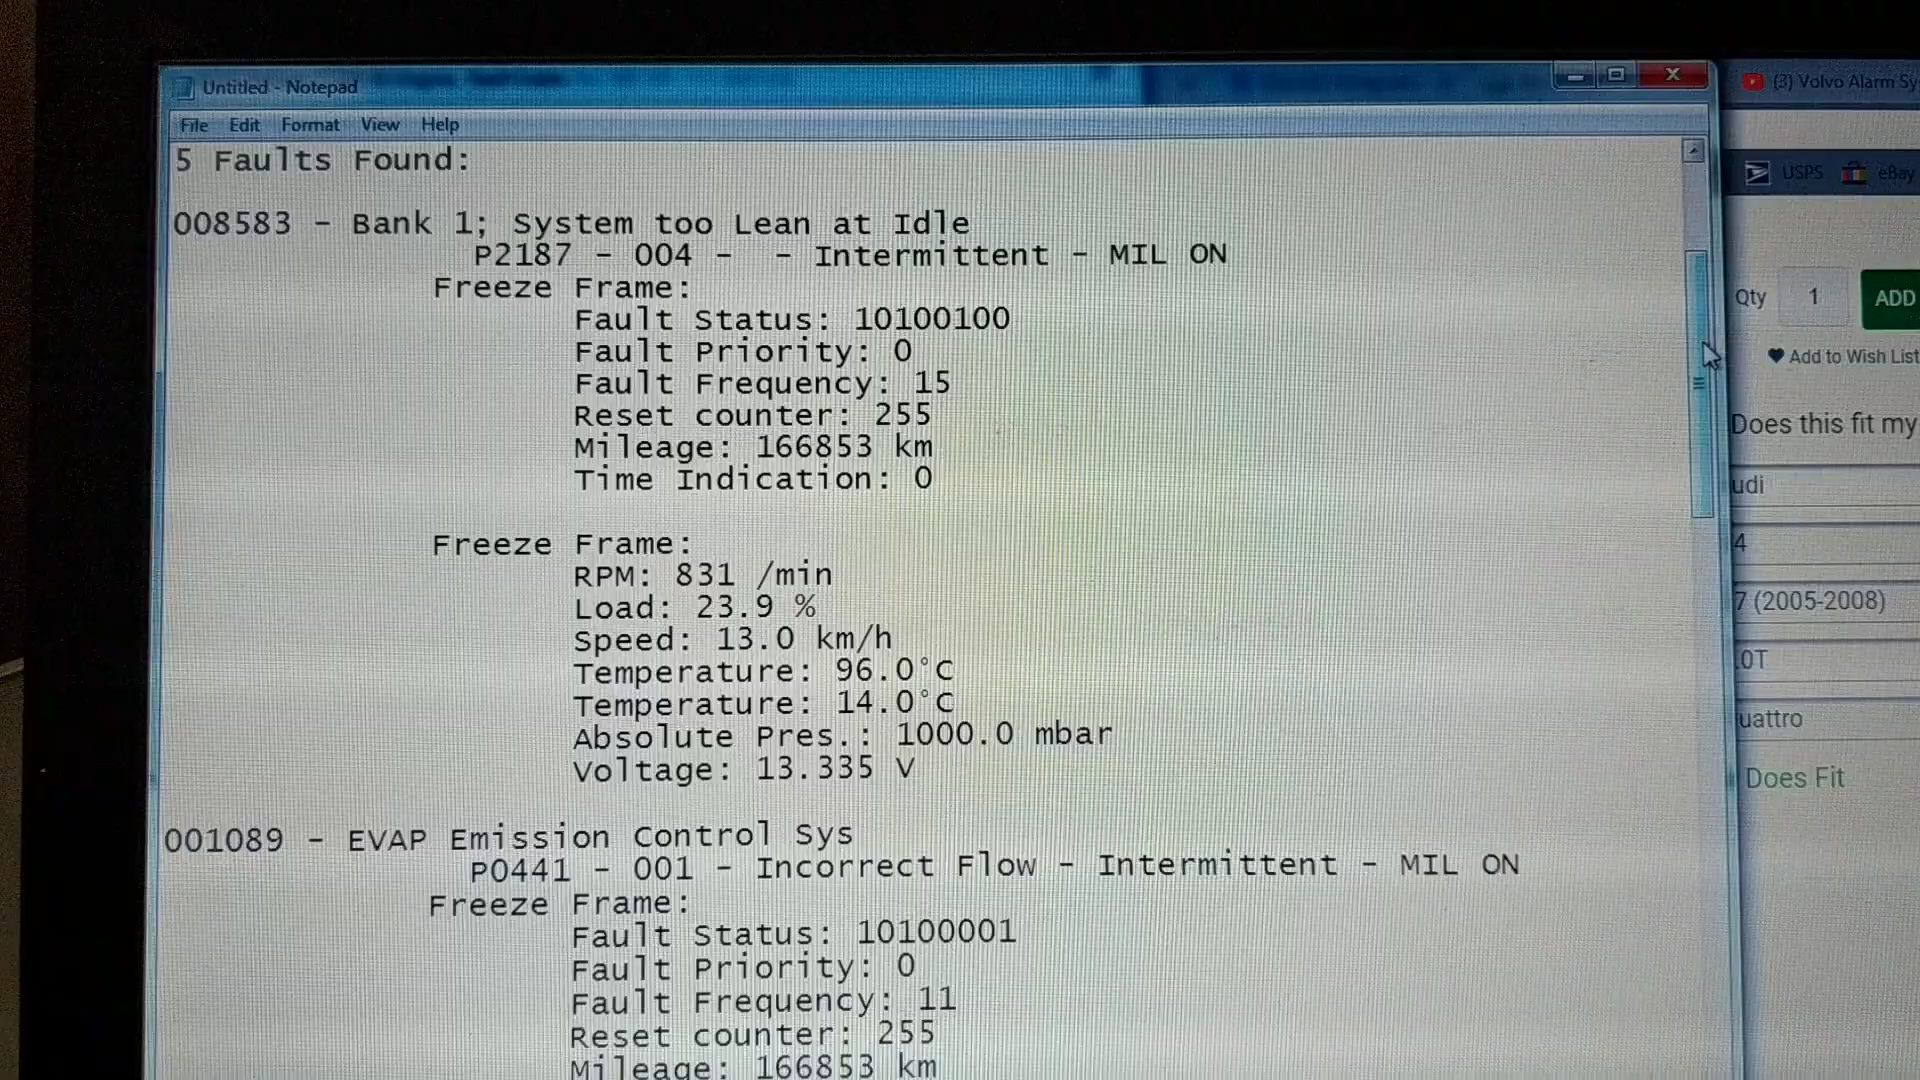 Untitled - Notepad
(3) Volvo Alarm Sy
File Edit Format View Help
USPS eBay
5 Faults Found:
008583 - Bank 1; System too Lean at Idle
P2187 - 004 - - Intermittent - MIL ON
Freeze Frame:
Fault Status: 10100100
Fault Priority: 0
Fault Frequency: 15
Reset counter: 255
Mileage: 166853 km
Time Indication: 0
Freeze Frame:
RPM: 831 /min
Load: 23.9 %
Speed: 13.0 km/h
Temperature: 96.0°C
Temperature: 14.0°C
Absolute Pres.: 1000.0 mbar
Voltage: 13.335 V
001089 - EVAP Emission Control Sys
P0441 - 001 - Incorrect Flow - Intermittent - MIL ON
Freeze Frame:
Fault Status: 10100001
Fault Priority: 0
Fault Frequency: 11
Reset counter: 255
Mileage: 166853 km
Qty 1 ADD
Add to Wish List
Does this fit my
udi
4
7 (2005-2008)
.0T
uattro
Does Fit